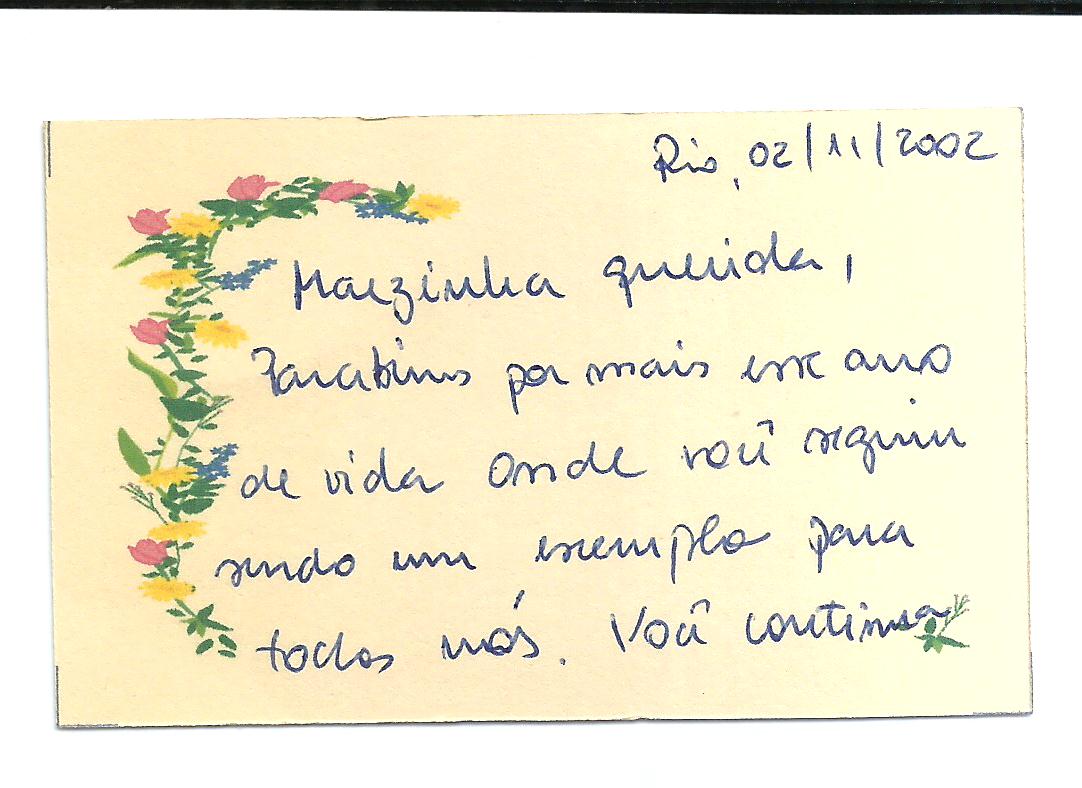 Rio, 02/11/2002
Maezinha querida,
Parabéns por mais esse ano
de vida onde você seguiu
sendo um exemplo para
todos nós. Você continua